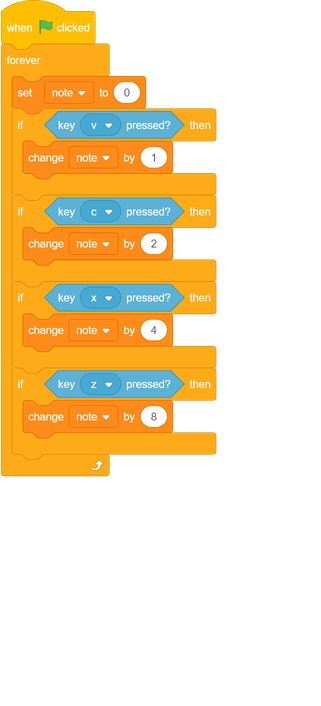 when clicked
forever
set note to 0
if key v pressed? then
change note by 1
if key c pressed? then
change note by 2
if key x pressed? then
change note by 4
if key z pressed? then
change note by 8